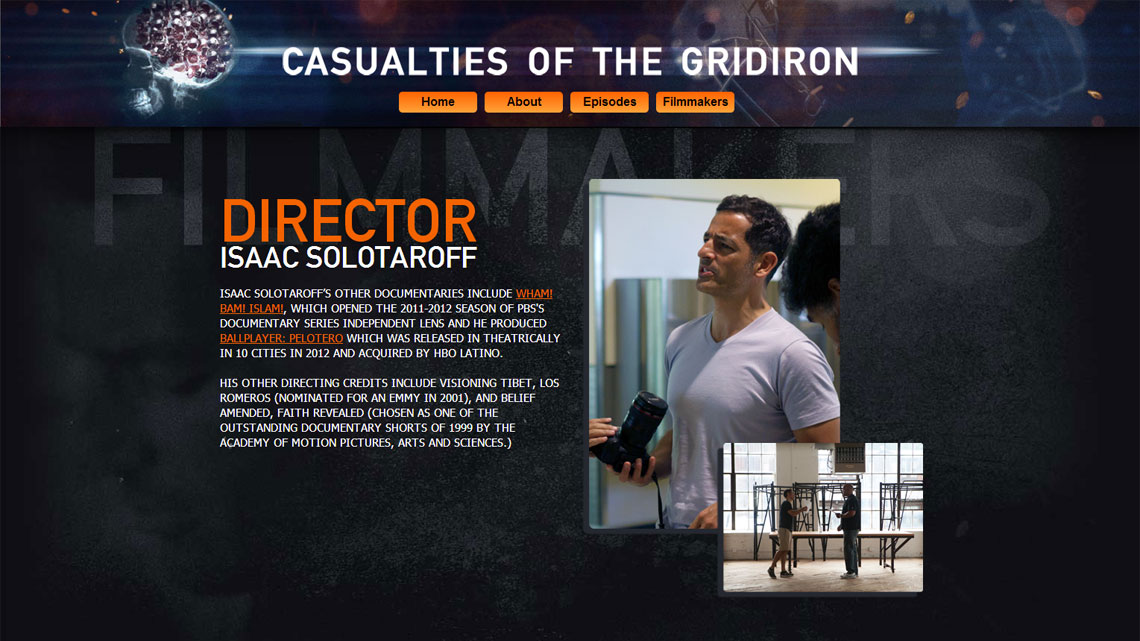 CASUALTIES OF THE GRIDIRON
Home About Episodes Filmmakers
FILMMAKERS
DIRECTOR
ISAAC SOLOTAROFF
ISAAC SOLOTAROFF'S OTHER DOCUMENTARIES INCLUDE WHAM!
BAM! ISLAM!, WHICH OPENED THE 2011-2012 SEASON OF PBS'S
DOCUMENTARY SERIES INDEPENDENT LENS AND HE PRODUCED
BALLPLAYER: PELOTERO WHICH WAS RELEASED IN THEATRICALLY
IN 10 CITIES IN 2012 AND ACQUIRED BY HBO LATINO.
HIS OTHER DIRECTING CREDITS INCLUDE VISIONING TIBET, LOS
ROMEROS (NOMINATED FOR AN EMMY IN 2001), AND BELIEF
AMENDED, FAITH REVEALED (CHOSEN AS ONE OF THE
OUTSTANDING DOCUMENTARY SHORTS OF 1999 BY THE
ACADEMY OF MOTION PICTURES, ARTS AND SCIENCES.)